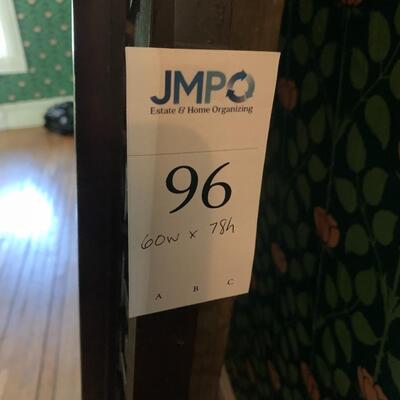 JMPO
Estate & Home Organizing
96
60w x 78h
A B C